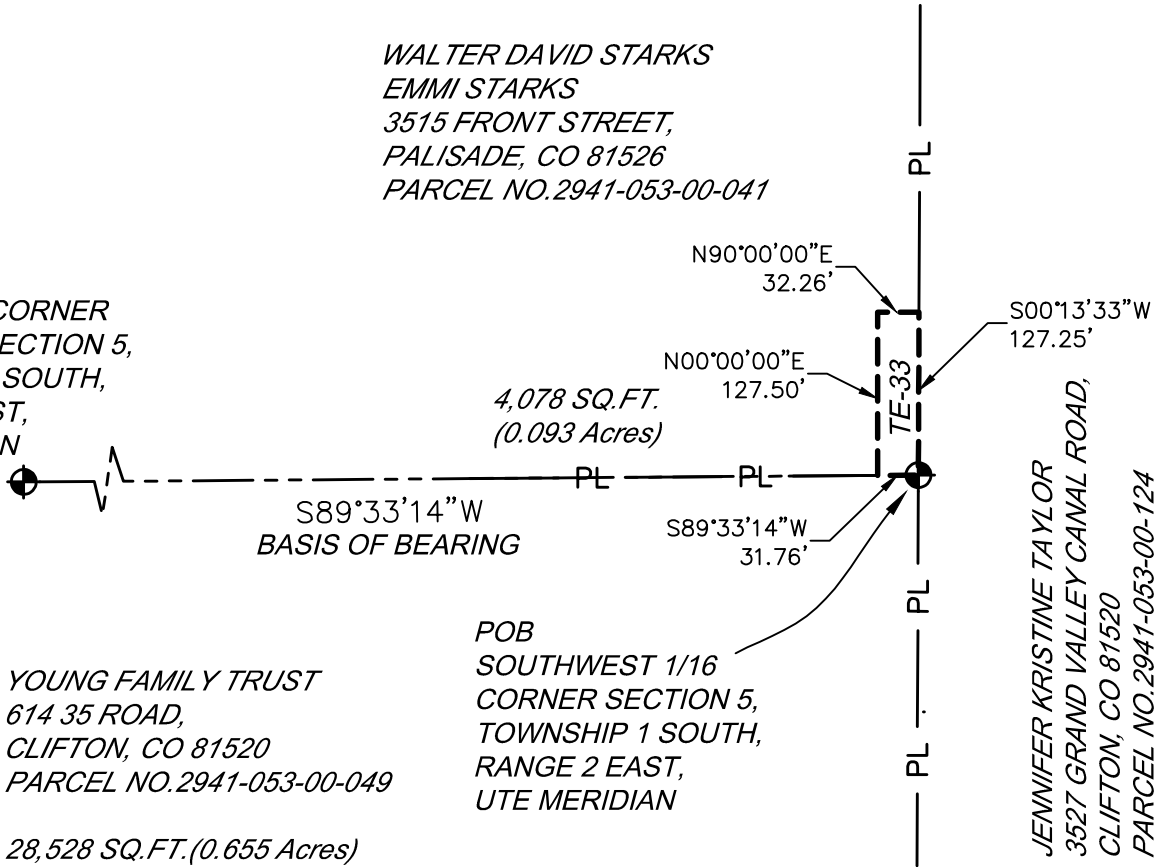 WALTER DAVID STARKS
EMMI STARKS
3515 FRONT STREET,
PALISADE, CO 81526
PARCEL NO.2941-053-00-041
PL
N90°00'00"E
32.26'
S00°13'33"W
127.25'
N00°00'00"E
127.50'
TE-33
CORNER
ECTION 5,
SOUTH,
ST,
N
4,078 SQ.FT.
(0.093 Acres)
PL
PL
S89°33'14"W
BASIS OF BEARING
S89°33'14"W
31.76'
PL
PL
POB
SOUTHWEST 1/16
CORNER SECTION 5,
TOWNSHIP 1 SOUTH,
RANGE 2 EAST,
UTE MERIDIAN
YOUNG FAMILY TRUST
614 35 ROAD,
CLIFTON, CO 81520
PARCEL NO.2941-053-00-049
28,528 SQ.FT.(0.655 Acres)
JENNIFER KRISTINE TAYLOR
3527 GRAND VALLEY CANAL ROAD,
CLIFTON, CO 81520
PARCEL NO.2941-053-00-124